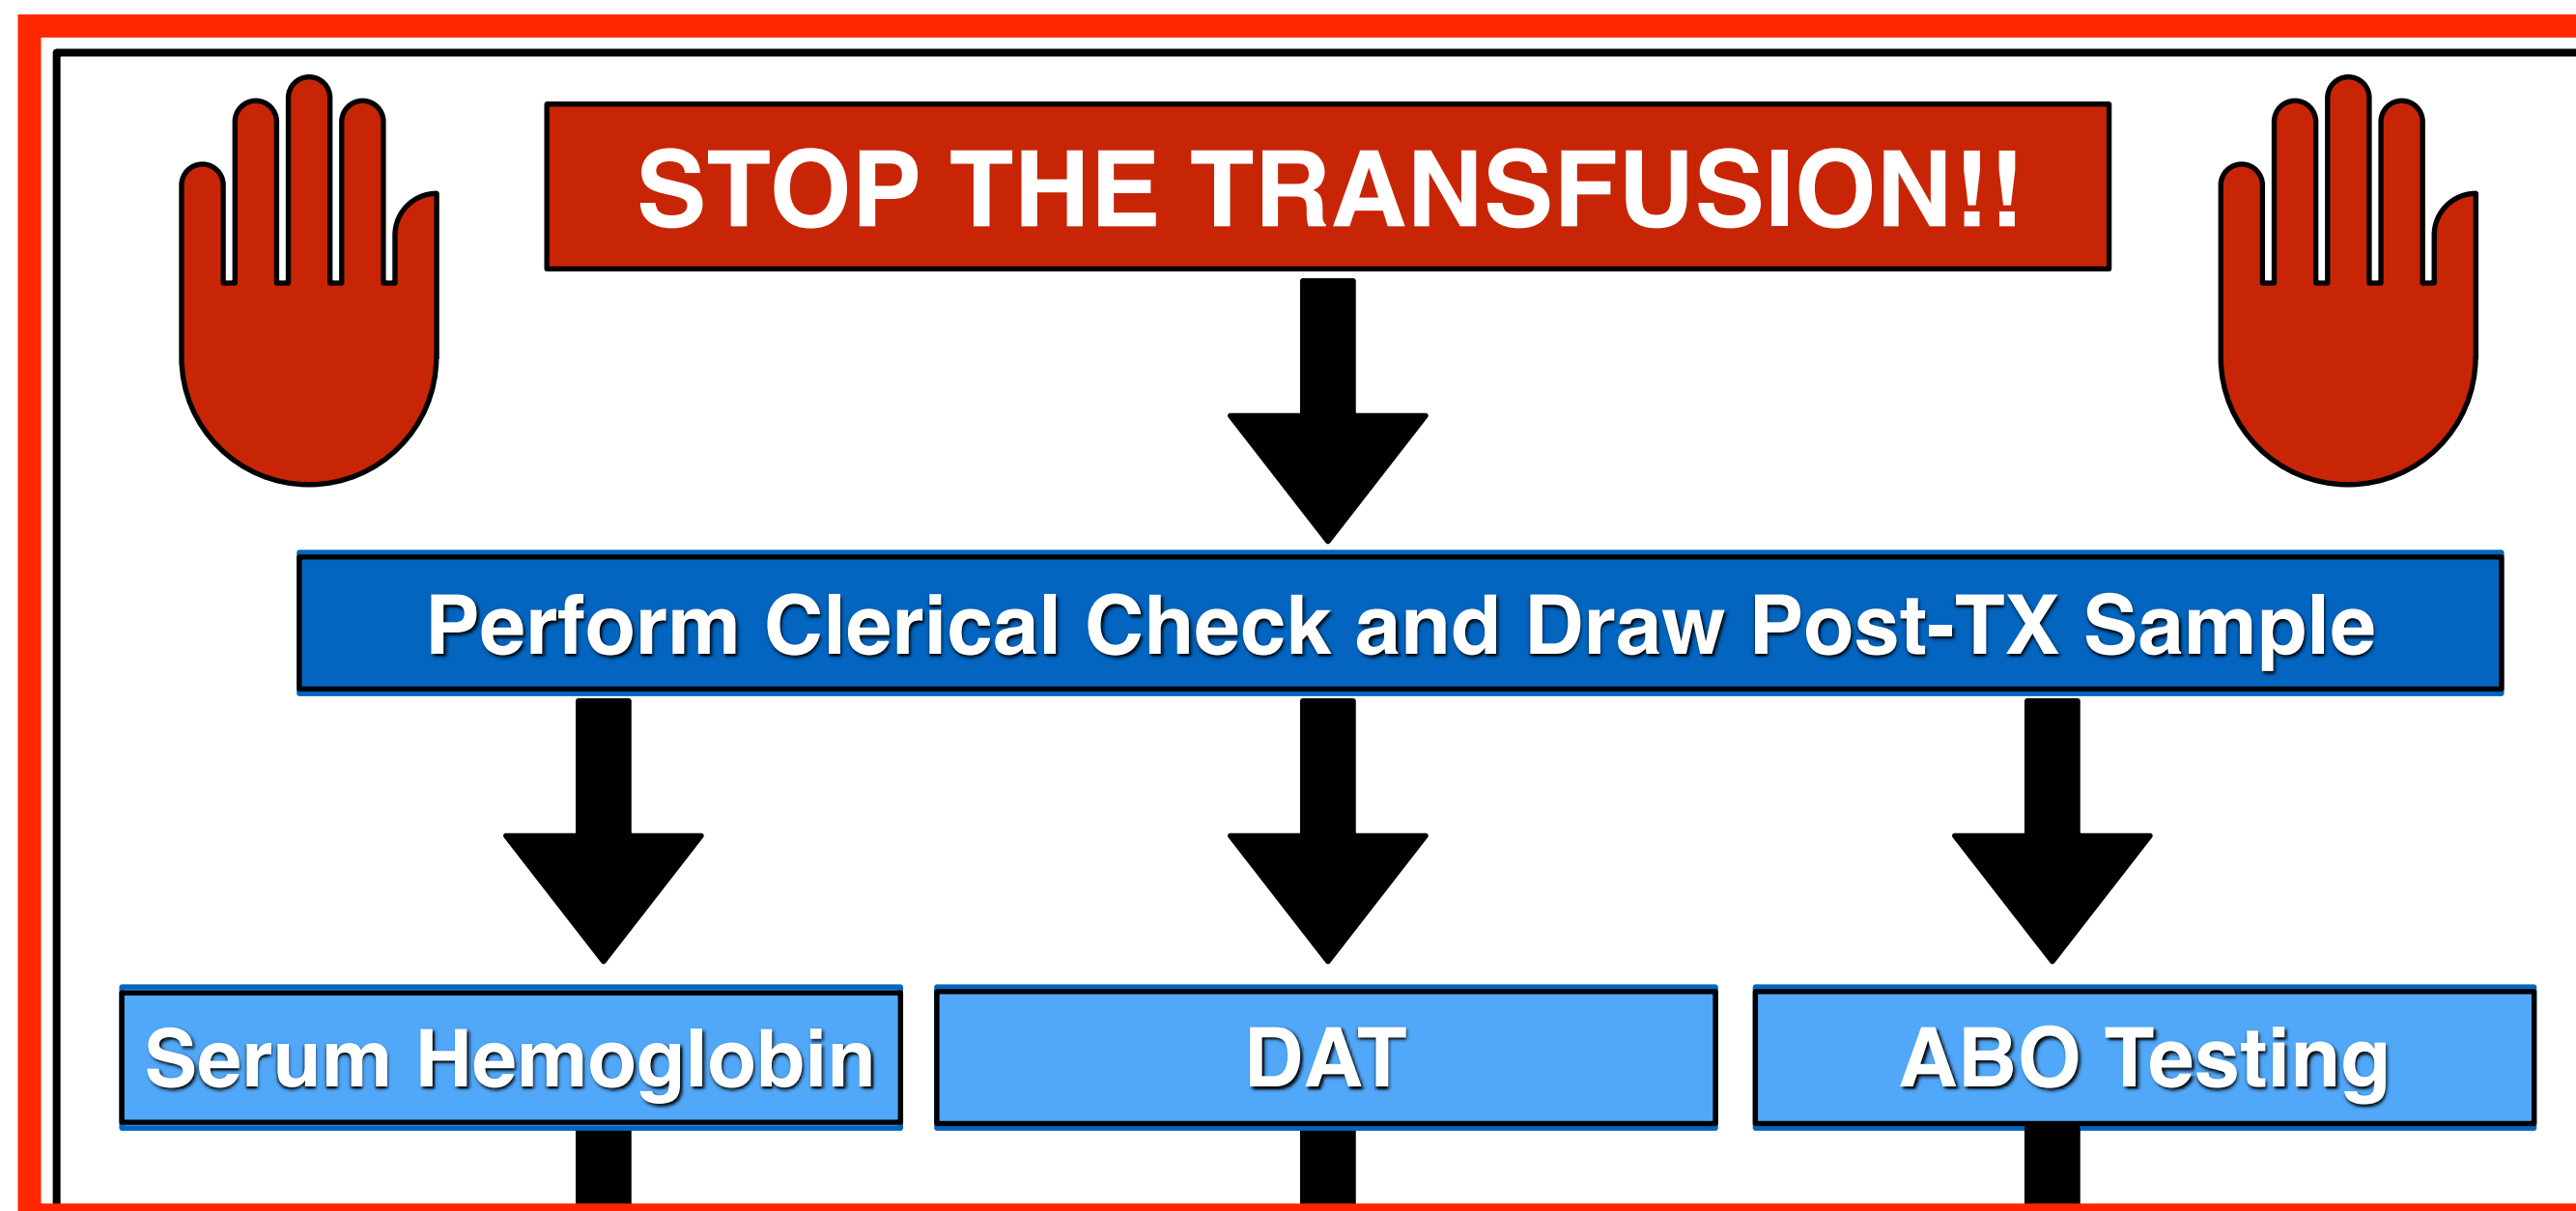 STOP THE TRANSFUSION!!
Perform Clerical Check and Draw Post-TX Sample
Serum Hemoglobin
DAT
ABO Testing